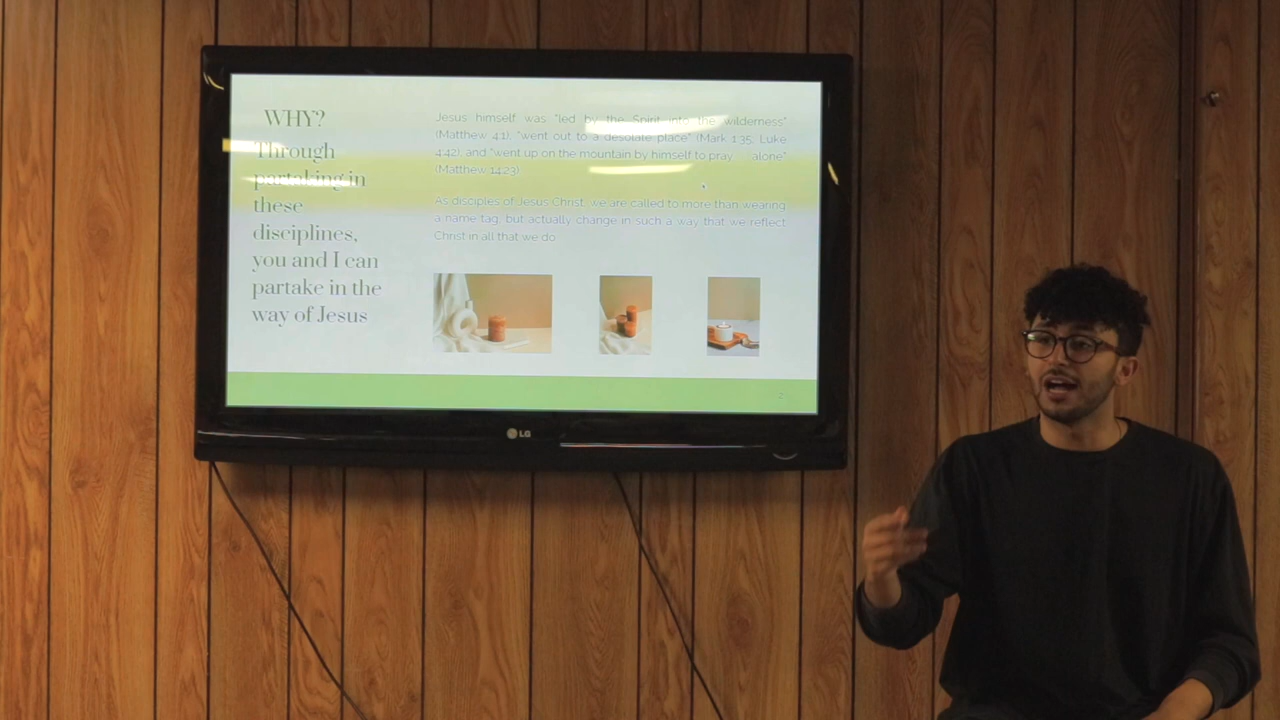 WHY?
Through
partaking in
these
disciplines,
you and I can
partake in the
way of Jesus
Jesus himself was "led by the Spirit into the wilderness"
(Matthew 4:1), "went out to a desolate place" (Mark 1:35, Luke
4:42), and "went up on the mountain by himself to pray alone"
(Matthew 14:23)
As disciples of Jesus Christ, we are called to more than wearing
a name tag, but actually change in such a way that we reflect
Christ in all that we do
2
LG